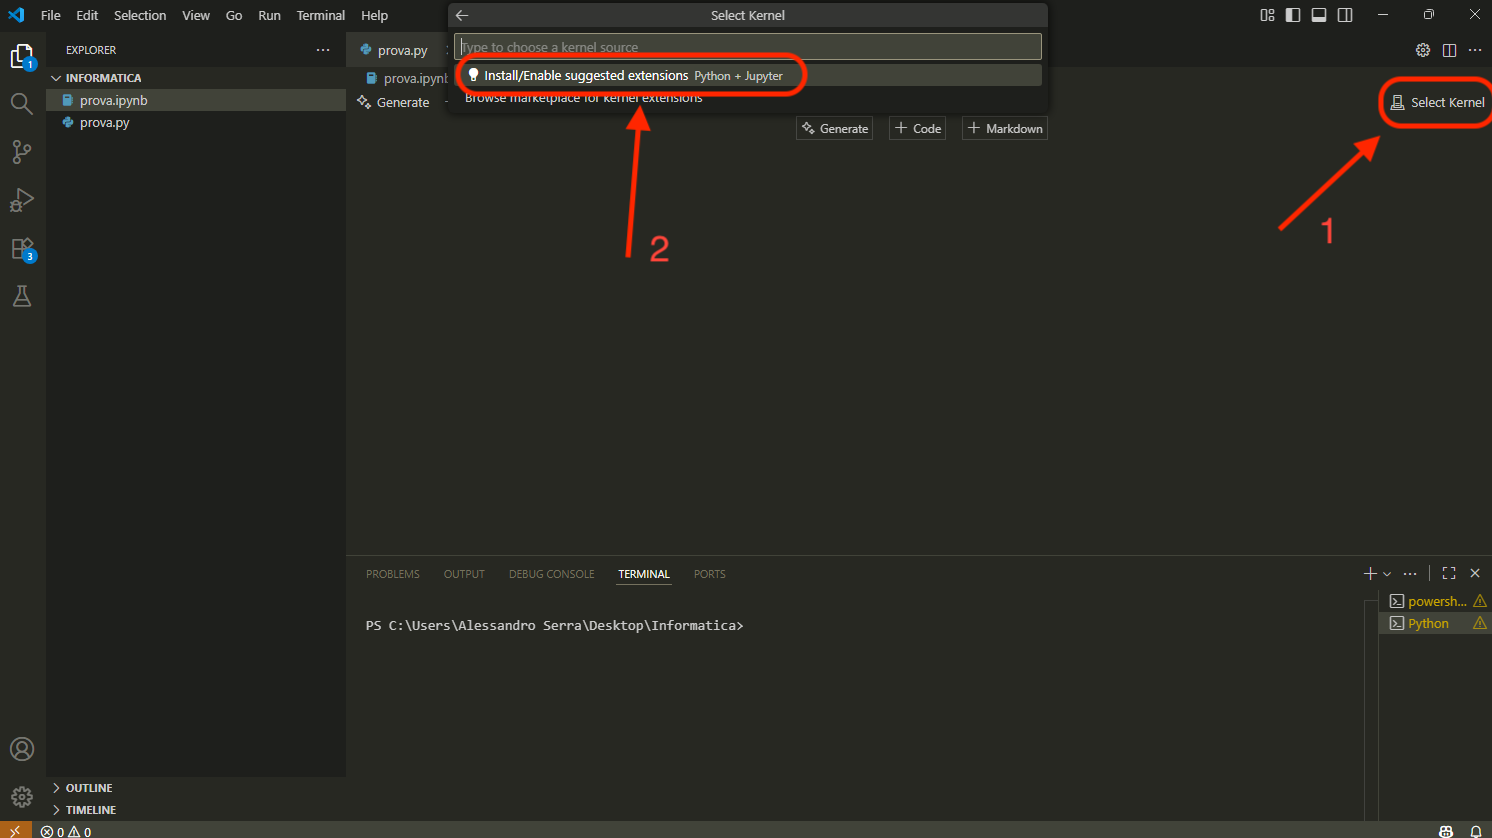 File Edit Selection View Go Run Terminal Help
Select Kernel
Type to choose a kernel source
Install/Enable suggested extensions Python + Jupyter
Browse marketplace for kernel extensions
EXPLORER
INFORMATICA
prova.ipynb
prova.py
OUTLINE
TIMELINE
1
3
prova.py
prova.ipynb
Generate
Select Kernel
Generate
Code
Markdown
1
2
PROBLEMS OUTPUT DEBUG CONSOLE TERMINAL PORTS
PS C:\Users\Alessandro Serra\Desktop\Informatica>
powersh...
Python
0 0